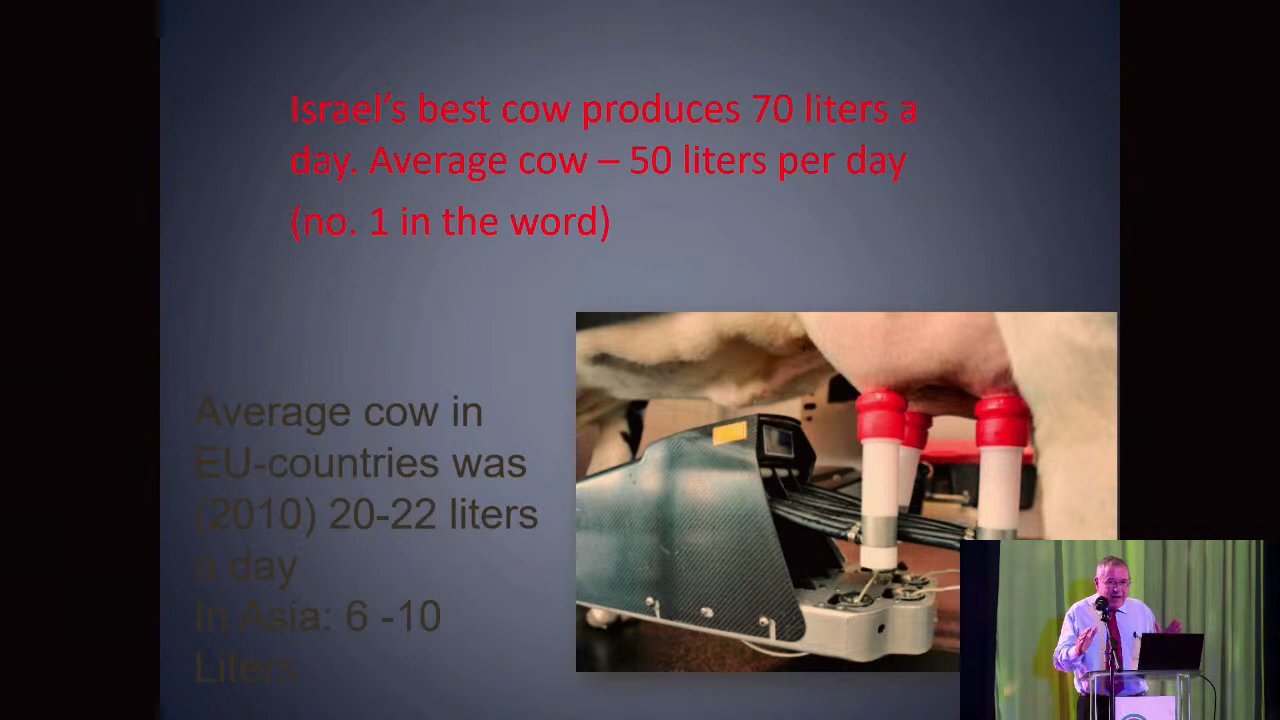 Israel’s best cow produces 70 liters a
day. Average cow – 50 liters per day
(no. 1 in the word)
Average cow in
EU-countries was
(2010) 20-22 liters
a day
In Asia: 6 -10
Liters